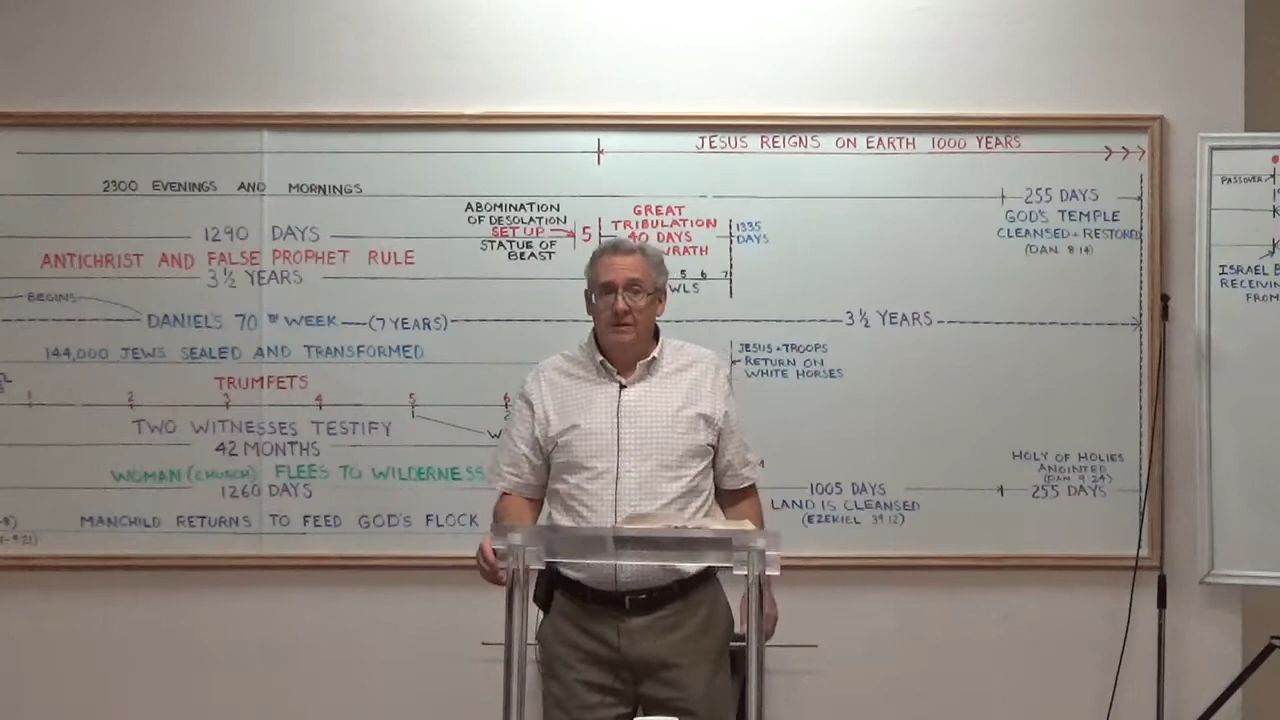 JESUS REIGNS ON EARTH 1000 YEARS
2300 EVENINGS AND MORNINGS
255 DAYS
GOD'S TEMPLE
CLEANSED + RESTORED
(DAN. 8:14)
ABOMINATION
OF DESOLATION
SET UP
STATUE OF
BEAST
5
GREAT
TRIBULATION
40 DAYS
WRATH
1335
DAYS
5 6 7
WLS
1290 DAYS
ANTICHRIST AND FALSE PROPHET RULE
3½ YEARS
BEGINS
DANIEL'S 70TH WEEK (7 YEARS)
3½ YEARS
144,000 JEWS SEALED AND TRANSFORMED
JESUS + TROOPS
RETURN ON
WHITE HORSES
TRUMPETS
1 2 3 4 5 6
TWO WITNESSES TESTIFY
42 MONTHS
WOMAN (CHURCH) FLEES TO WILDERNESS
1260 DAYS
MANCHILD RETURNS TO FEED GOD'S FLOCK
1005 DAYS
LAND IS CLEANSED
(EZEKIEL 39:12)
HOLY OF HOLIES
ANOINTED
(DAN 9:24)
255 DAYS
PASSOVER
ISRAEL B
RECEIVIN
FROM